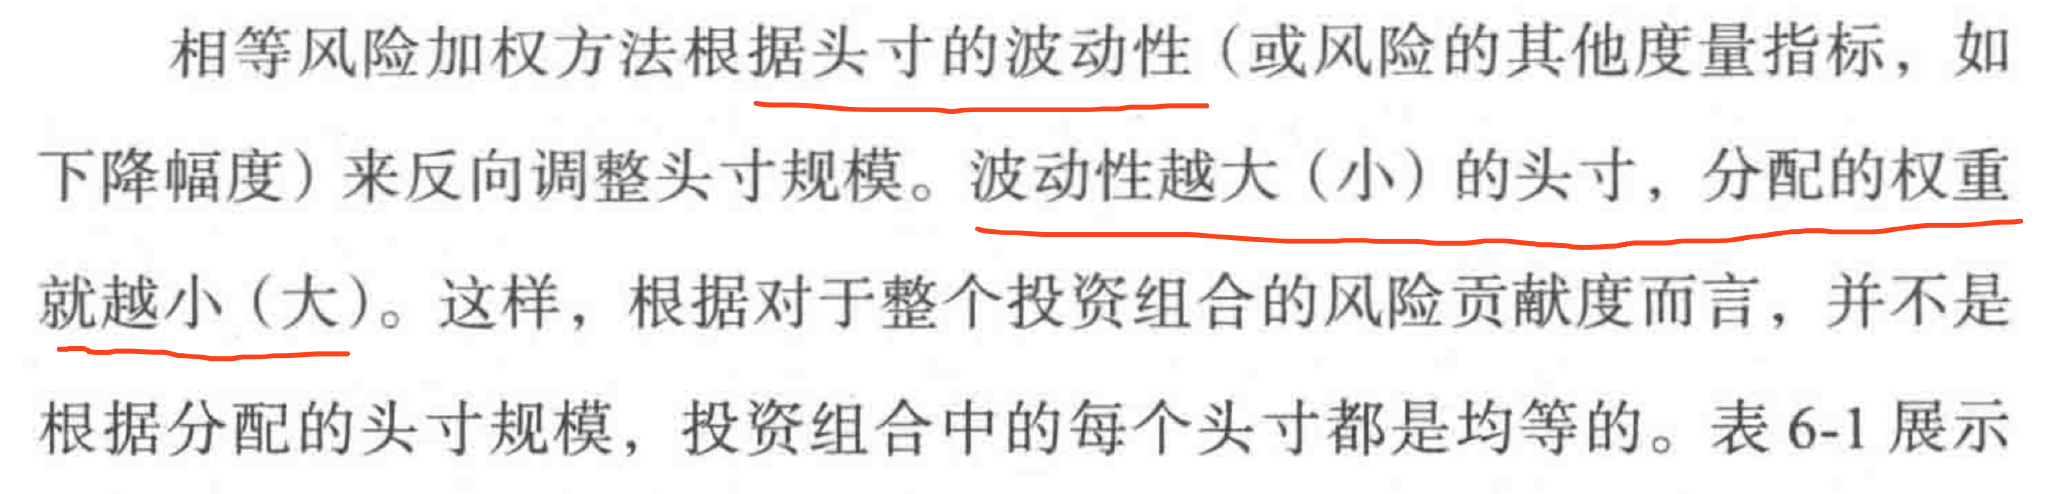 相等风险加权方法根据头寸的波动性（或风险的其他度量指标，如
下降幅度）来反向调整头寸规模。波动性越大（小）的头寸，分配的权重
就越小（大）。这样，根据对于整个投资组合的风险贡献度而言，并不是
根据分配的头寸规模，投资组合中的每个头寸都是均等的。表 6-1 展示